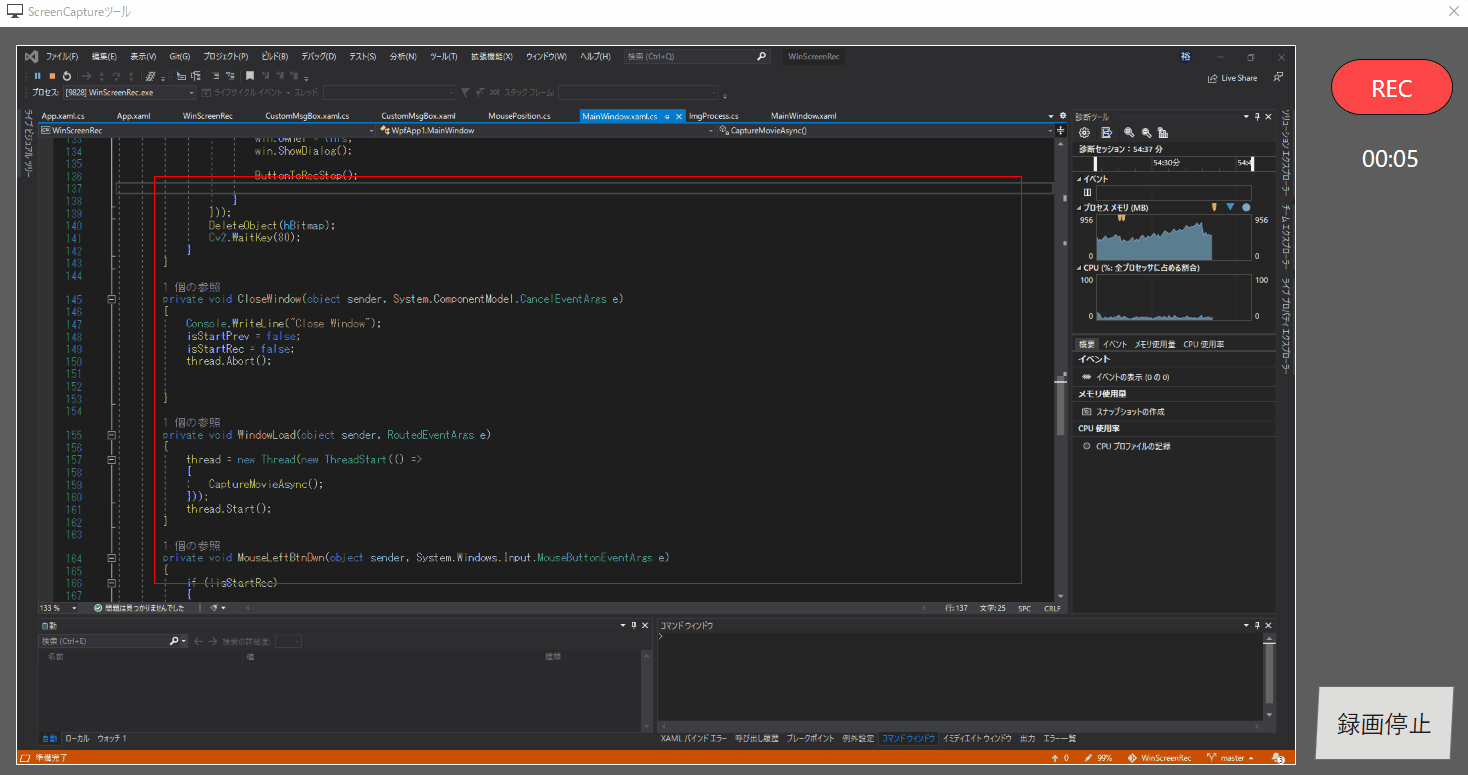 ScreenCaptureツール
ファイル(F) 編集(E) 表示(V) Git(G) プロジェクト(P) ビルド(B) デバッグ(D) テスト(S) 分析(N) ツール(T) 拡張機能(X) ウィンドウ(W) ヘルプ(H) 検索 (Ctrl+Q) WinScreenRec
Live Share
プロセス: [9828] WinScreenRec.exe ライフサイクル イベント スレッド: スタック フレーム:
App.xaml.cs App.xaml WinScreenRec CustomMsgBox.xaml.cs CustomMsgBox.xaml MousePosition.cs MainWindow.xaml.cs ImgProcess.cs MainWindow.xaml
WinScreenRec WpfApp1.MainWindow CaptureMovieAsync()
133 win.Owner = this;
134 win.ShowDialog();
135
136 ButtonToRecStop();
137
138 }
139 }));
140 DeleteObject(hBitmap);
141 Cv2.WaitKey(80);
142 }
143 }
144
1 個の参照
145 private void CloseWindow(object sender, System.ComponentModel.CancelEventArgs e)
146 {
147 Console.WriteLine("Close Window");
148 isStartPrev = false;
149 isStartRec = false;
150 thread.Abort();
151
152
153 }
154
1 個の参照
155 private void WindowLoad(object sender, RoutedEventArgs e)
156 {
157 thread = new Thread(new ThreadStart(() =>
158 {
159 CaptureMovieAsync();
160 }));
161 thread.Start();
162 }
163
1 個の参照
164 private void MouseLeftBtnDwn(object sender, System.Windows.Input.MouseButtonEventArgs e)
165 {
166 if (!isStartRec)
167 {
133 % 問題は見つかりませんでした 行: 137 文字: 25 SPC CRLF
診断ツール
診断セッション: 54:37 分
54:30分 54:4
イベント
プロセス メモリ (MB)
956 956
0 0
CPU (%: 全プロセッサに占める割合)
100 100
0 0
概要 イベント メモリ使用量 CPU 使用率
イベント
イベントの表示 (0 の 0)
メモリ使用量
スナップショットの作成
CPU 使用率
CPU プロファイルの記録
ライブ ビジュアル ツリー
ソリューション エクスプローラー チーム エクスプローラー ライブ プロパティ エクスプローラー
自動
検索 (Ctrl+E) 検索の詳細度:
名前 値 種類
自動 ローカル ウォッチ 1
コマンド ウィンドウ
>
XAML バインド エラー 呼び出し履歴 ブレークポイント 例外設定 コマンド ウィンドウ イミディエイト ウィンドウ 出力 エラー一覧
準備完了 0 99% WinScreenRec master 3
REC
00:05
録画停止